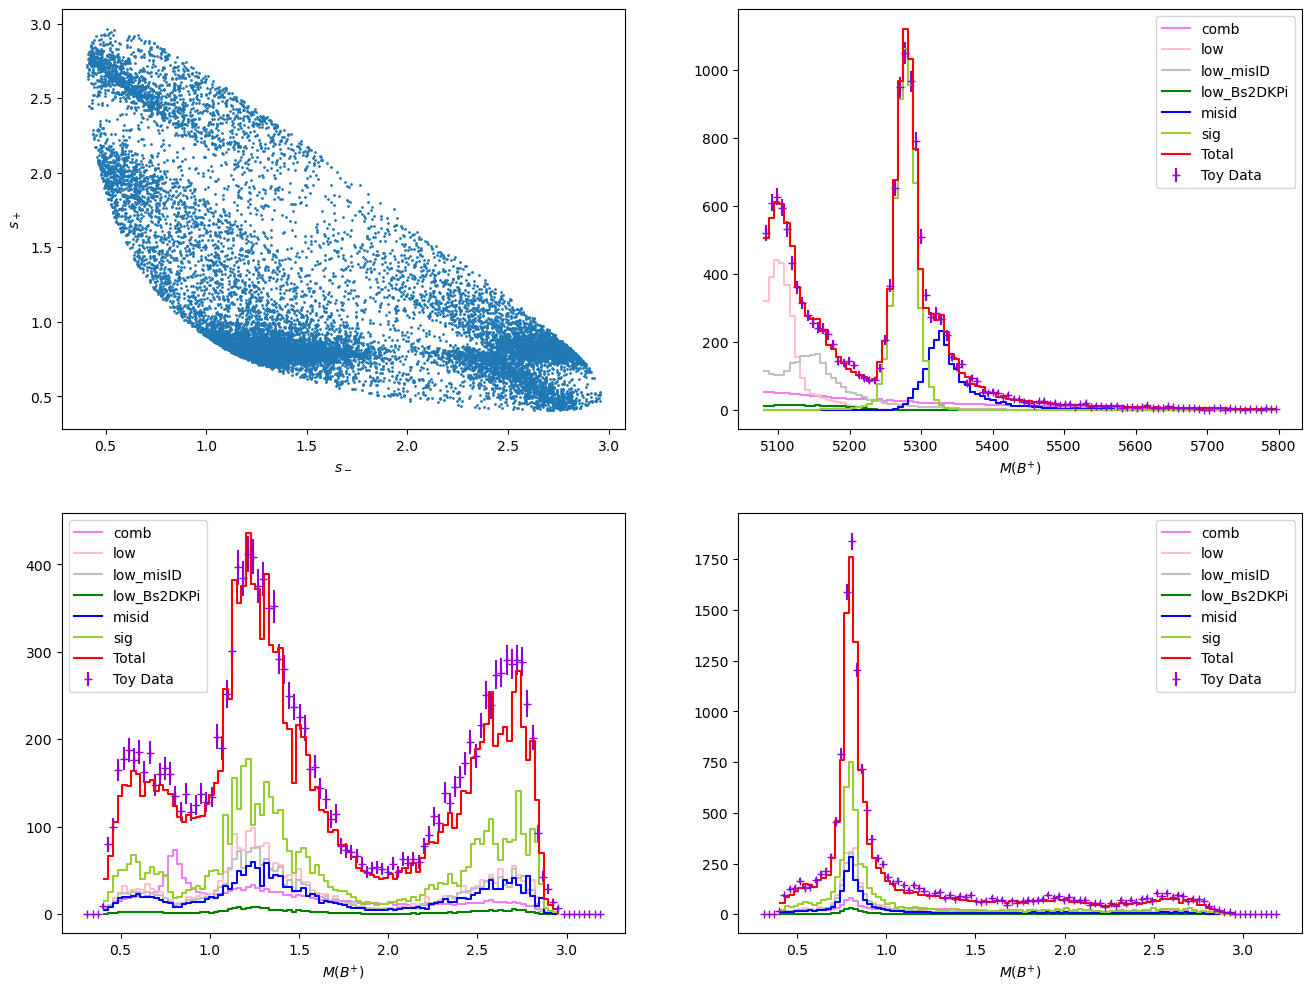 3.0
2.5
2.0
1.5
1.0
0.5
s+
0.5 1.0 1.5 2.0 2.5 3.0
s−
1000
800
600
400
200
0
comb
low
low_misID
low_Bs2DKPi
misid
sig
Total
Toy Data
5100 5200 5300 5400 5500 5600 5700 5800
M(B+)
400
300
200
100
0
comb
low
low_misID
low_Bs2DKPi
misid
sig
Total
Toy Data
0.5 1.0 1.5 2.0 2.5 3.0
M(B+)
1750
1500
1250
1000
750
500
250
0
comb
low
low_misID
low_Bs2DKPi
misid
sig
Total
Toy Data
0.5 1.0 1.5 2.0 2.5 3.0
M(B+)